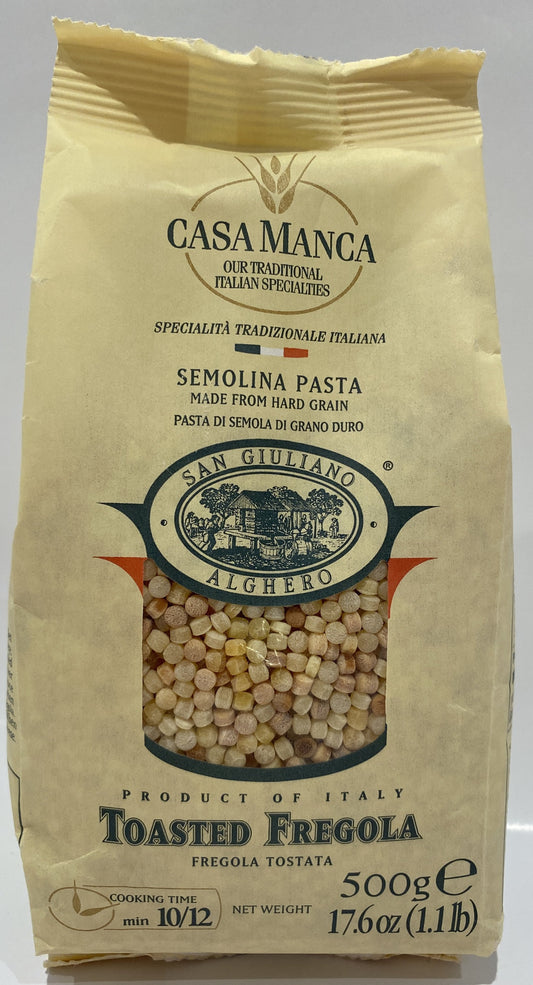 CASA MANCA
OUR TRADITIONAL
ITALIAN SPECIALTIES
SPECIALITÀ TRADIZIONALE ITALIANA
SEMOLINA PASTA
MADE FROM HARD GRAIN
PASTA DI SEMOLA DI GRANO DURO
SAN GIULIANO ®
ALGHERO
PRODUCT OF ITALY
TOASTED FREGOLA
FREGOLA TOSTATA
COOKING TIME
min 10/12
NET WEIGHT
500g e
17.6 oz (1.1 lb)